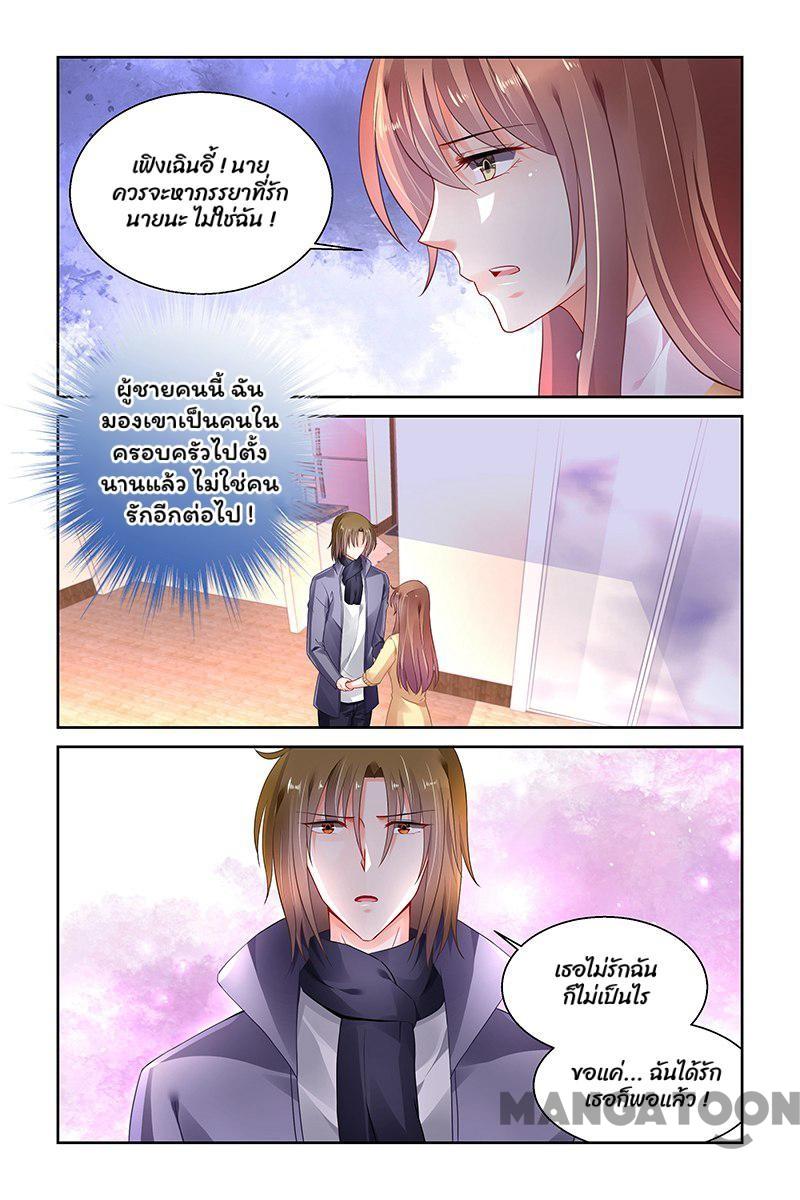 เฟิงเฉินอี้ ! นาย
ควรจะหาภรรยาที่รัก
นายนะ ไม่ใช่ฉัน !
ผู้ชายคนนี้ ฉัน
มองเขาเป็นคนใน
ครอบครัวไปตั้ง
นานแล้ว ไม่ใช่คน
รักอีกต่อไป !
เธอไม่รักฉัน
ก็ไม่เป็นไร
ขอแค่... ฉันได้รัก
เธอก็พอแล้ว !
MANGATOON